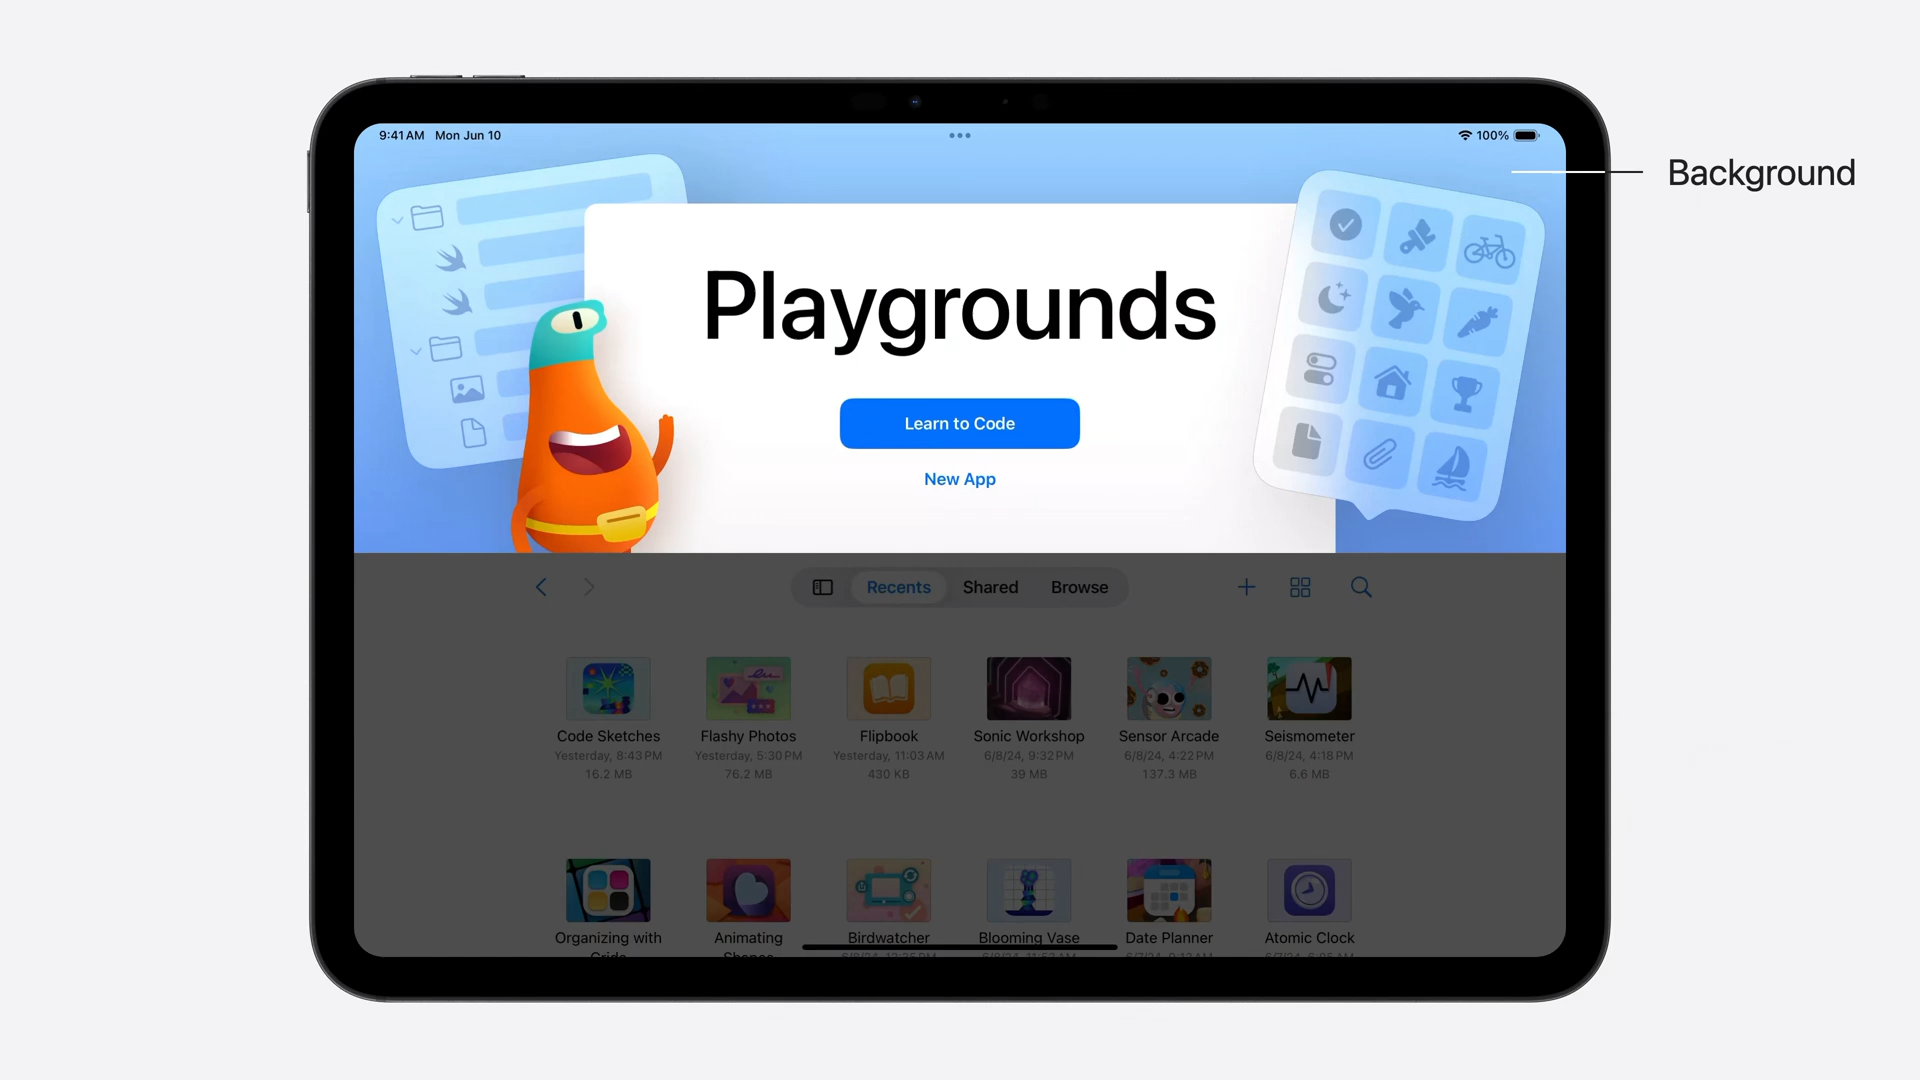 9:41 AM Mon Jun 10
100%
Background
Playgrounds
Learn to Code
New App
Recents Shared Browse
Code Sketches Flashy Photos Flipbook Sonic Workshop Sensor Arcade Seismometer
Yesterday, 8:43 PM Yesterday, 5:30 PM Yesterday, 11:03 AM 6/8/24, 9:32 PM 6/8/24, 4:22 PM 6/8/24, 4:18 PM
16.2 MB 76.2 MB 430 KB 39 MB 137.3 MB 6.6 MB
Organizing with Animating Birdwatcher Blooming Vase Date Planner Atomic Clock
Grids Shapes